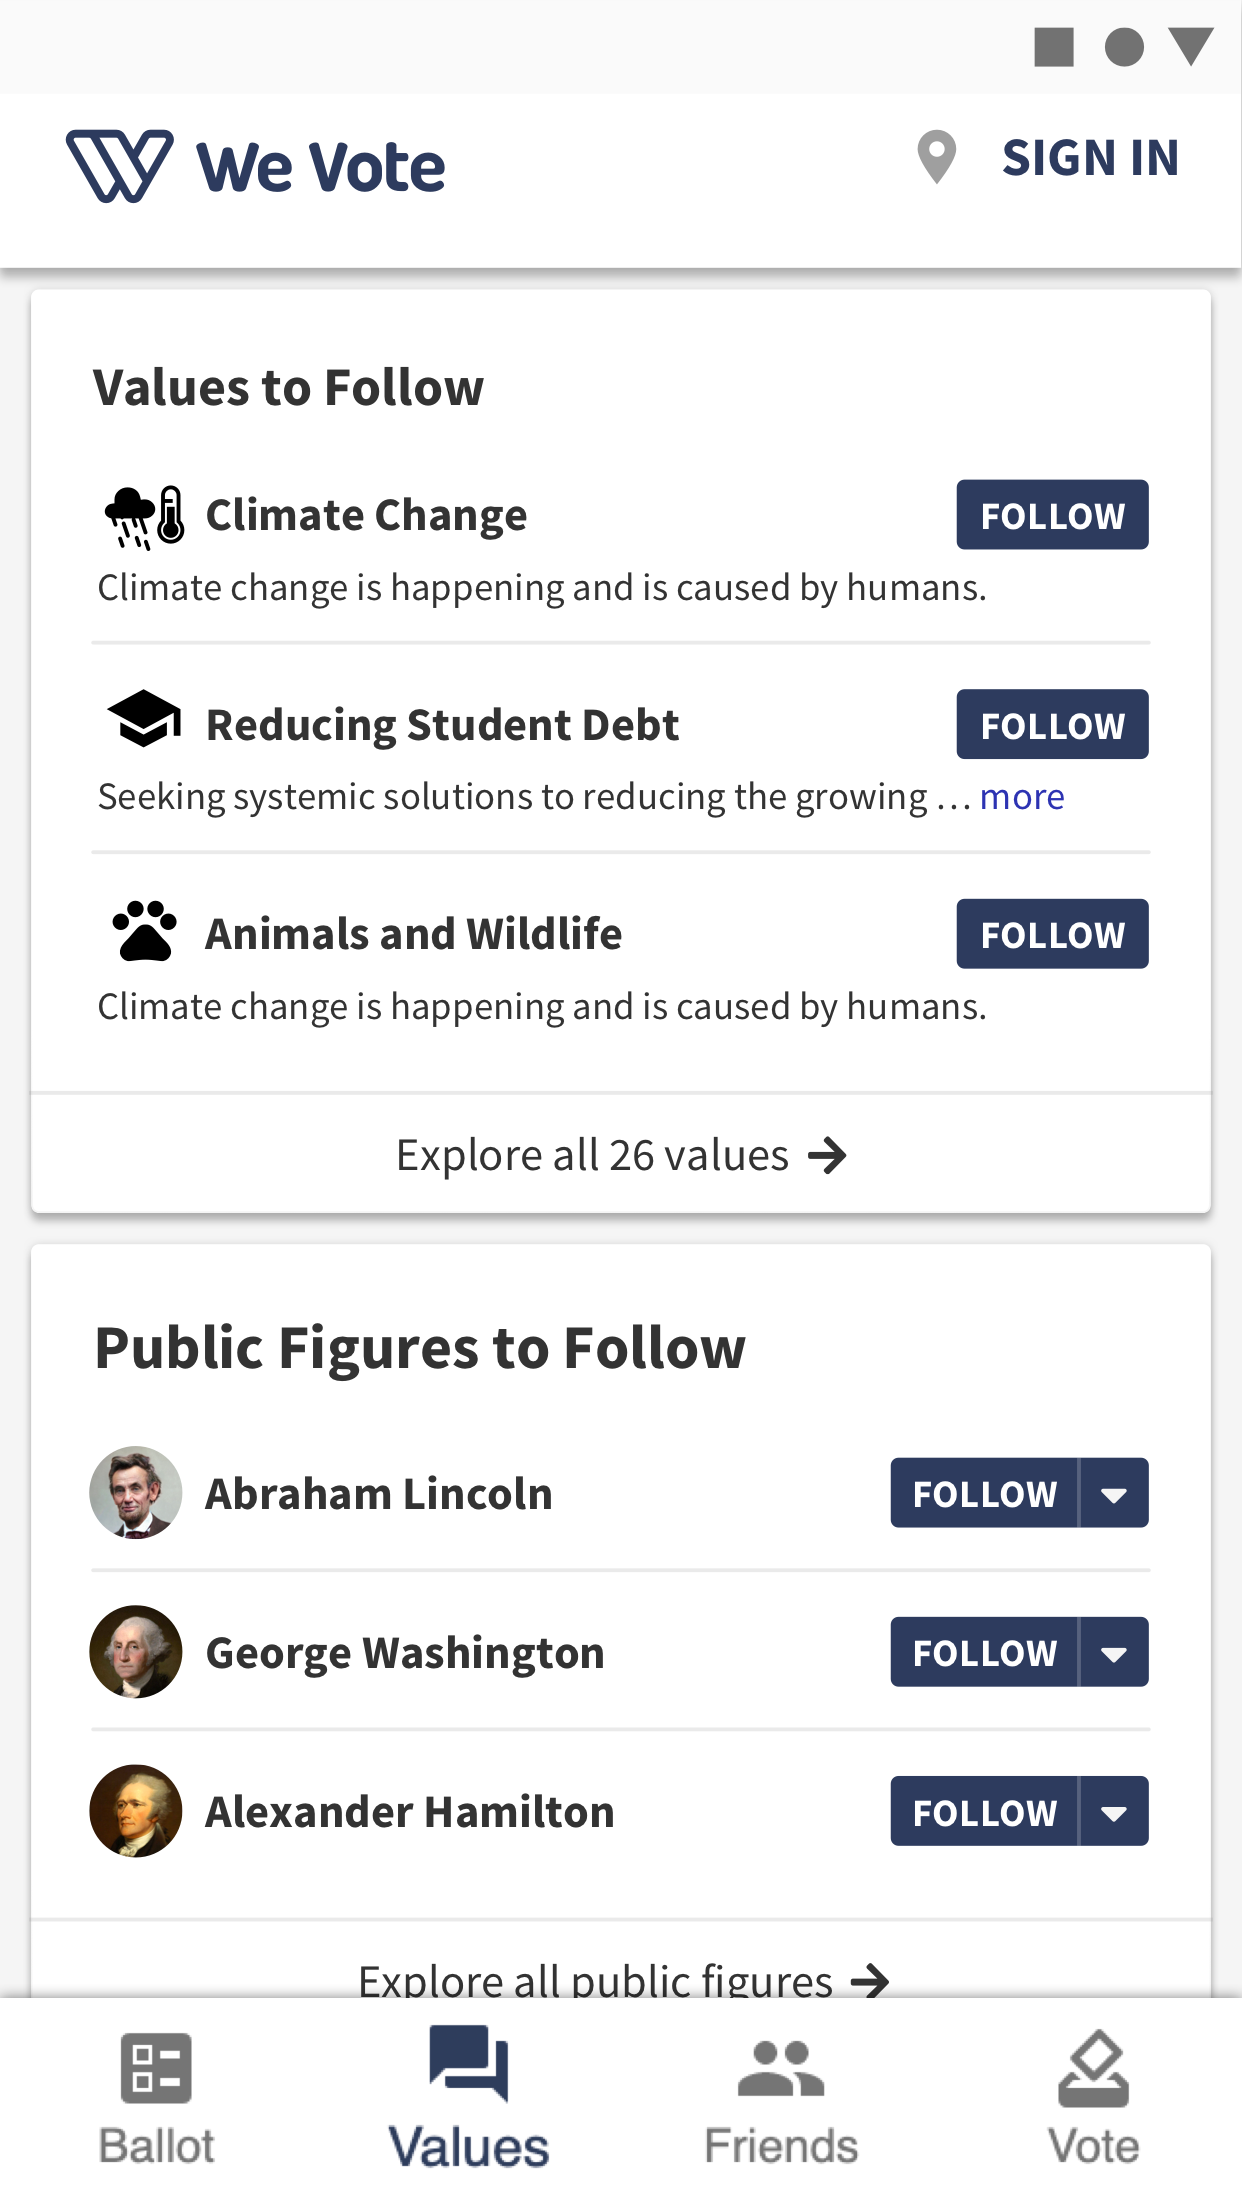 We Vote
SIGN IN
Values to Follow
Climate Change
FOLLOW
Climate change is happening and is caused by humans.
Reducing Student Debt
FOLLOW
Seeking systemic solutions to reducing the growing … more
Animals and Wildlife
FOLLOW
Climate change is happening and is caused by humans.
Explore all 26 values
Public Figures to Follow
Abraham Lincoln
FOLLOW
George Washington
FOLLOW
Alexander Hamilton
FOLLOW
Explore all public figures
Ballot
Values
Friends
Vote